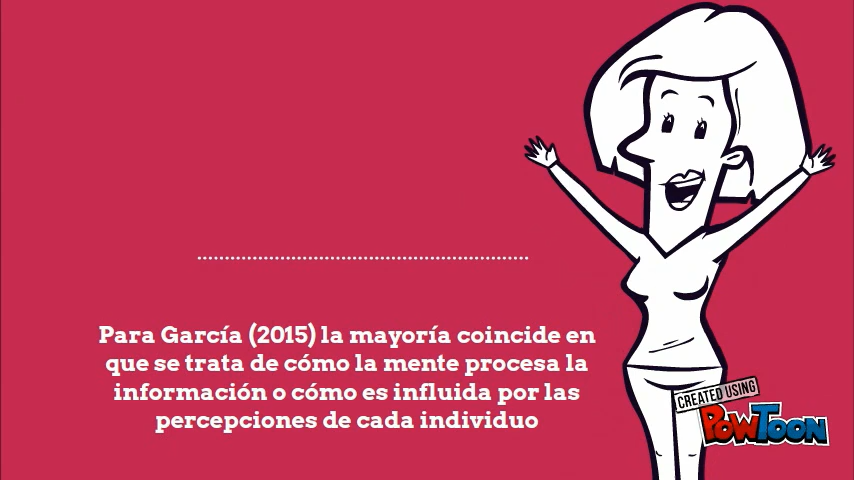 Para García (2015) la mayoría coincide en
que se trata de cómo la mente procesa la
información o cómo es influida por las
percepciones de cada individuo
CREATED USING
POWTOON